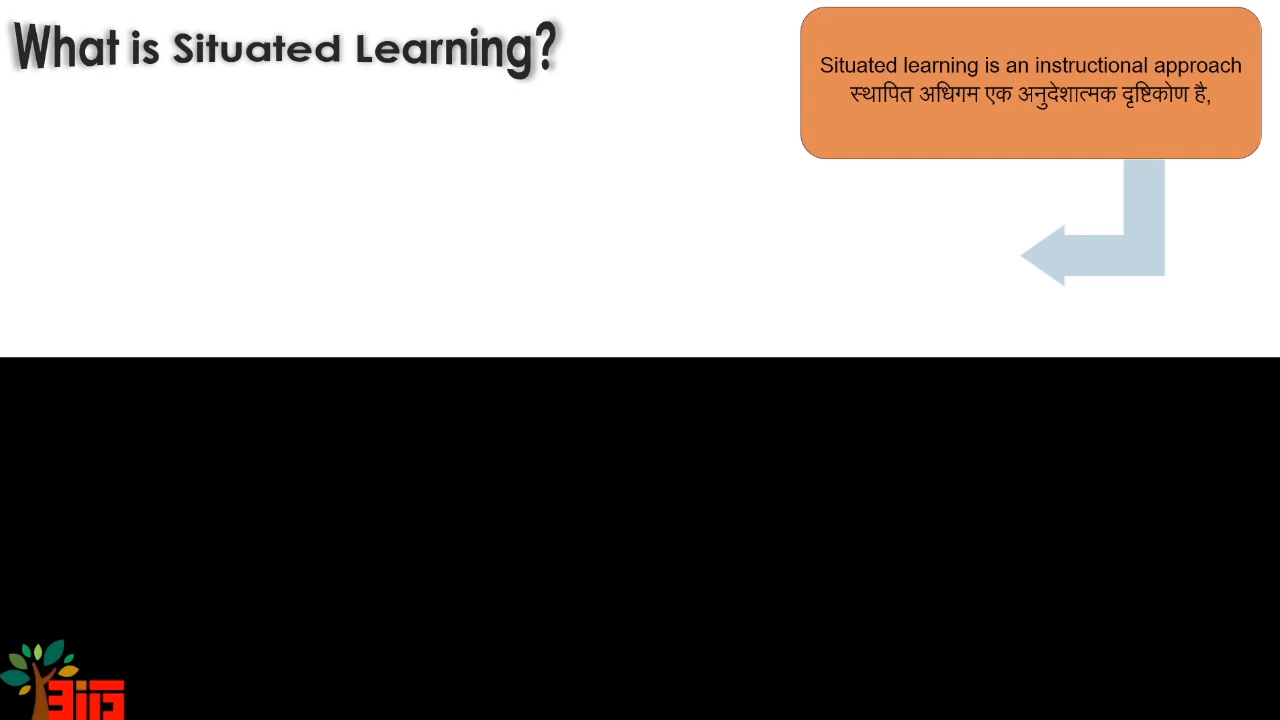 What is Situated Learning?
Situated learning is an instructional approach
स्थापित अधिगम एक अनुदेशात्मक दृष्टिकोण है,